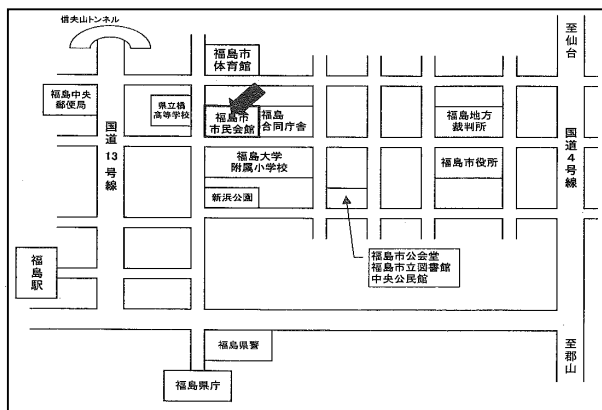 信夫山トンネル
福島市
体育館
至仙台
福島中央
郵便局
県立橘
高等学校
福島市
市民会館
福島
合同庁舎
福島地方
裁判所
国道13号線
国道4号線
福島大学
附属小学校
福島市役所
新浜公園
福島駅
福島市公会堂
福島市立図書館
中央公民館
福島県警
至郡山
福島県庁